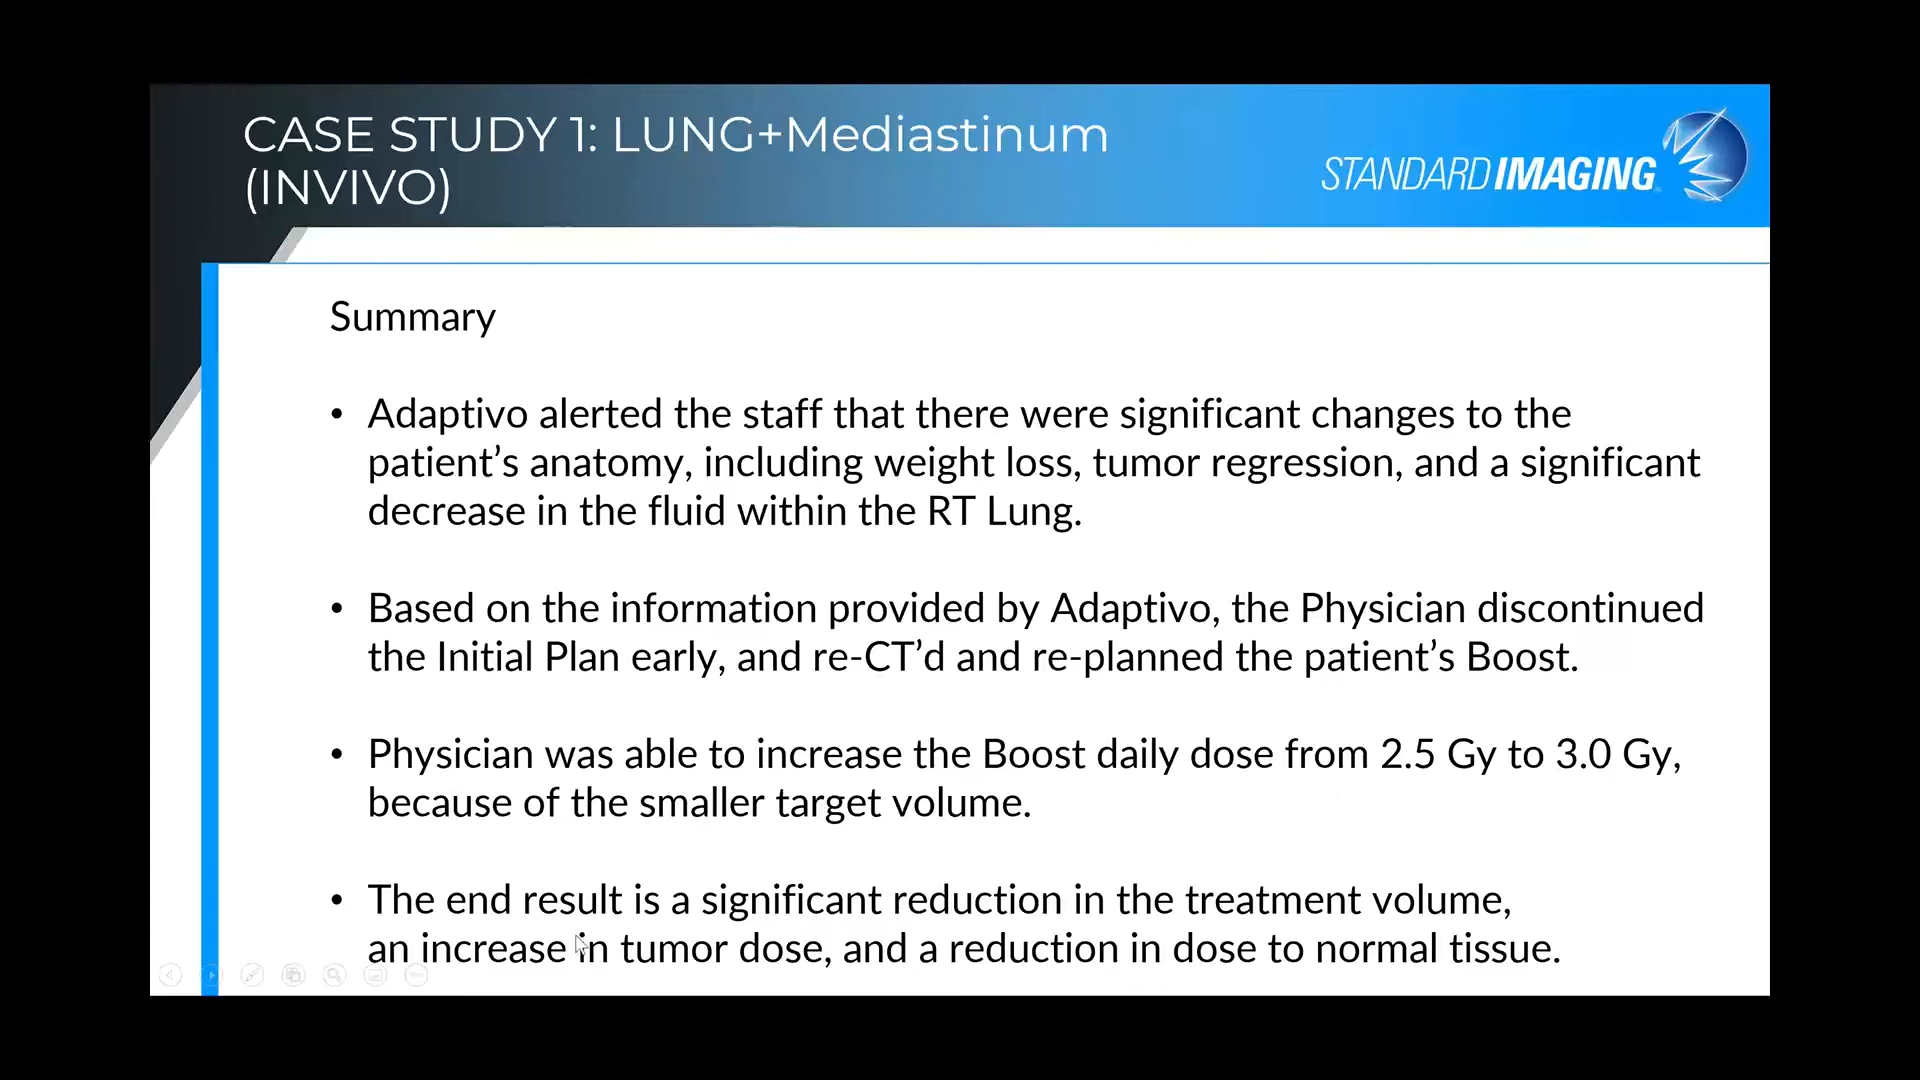 CASE STUDY 1: LUNG+Mediastinum
(INVIVO)
STANDARD IMAGING
Summary
• Adaptivo alerted the staff that there were significant changes to the
patient’s anatomy, including weight loss, tumor regression, and a significant
decrease in the fluid within the RT Lung.
• Based on the information provided by Adaptivo, the Physician discontinued
the Initial Plan early, and re-CT’d and re-planned the patient’s Boost.
• Physician was able to increase the Boost daily dose from 2.5 Gy to 3.0 Gy,
because of the smaller target volume.
• The end result is a significant reduction in the treatment volume,
an increase in tumor dose, and a reduction in dose to normal tissue.